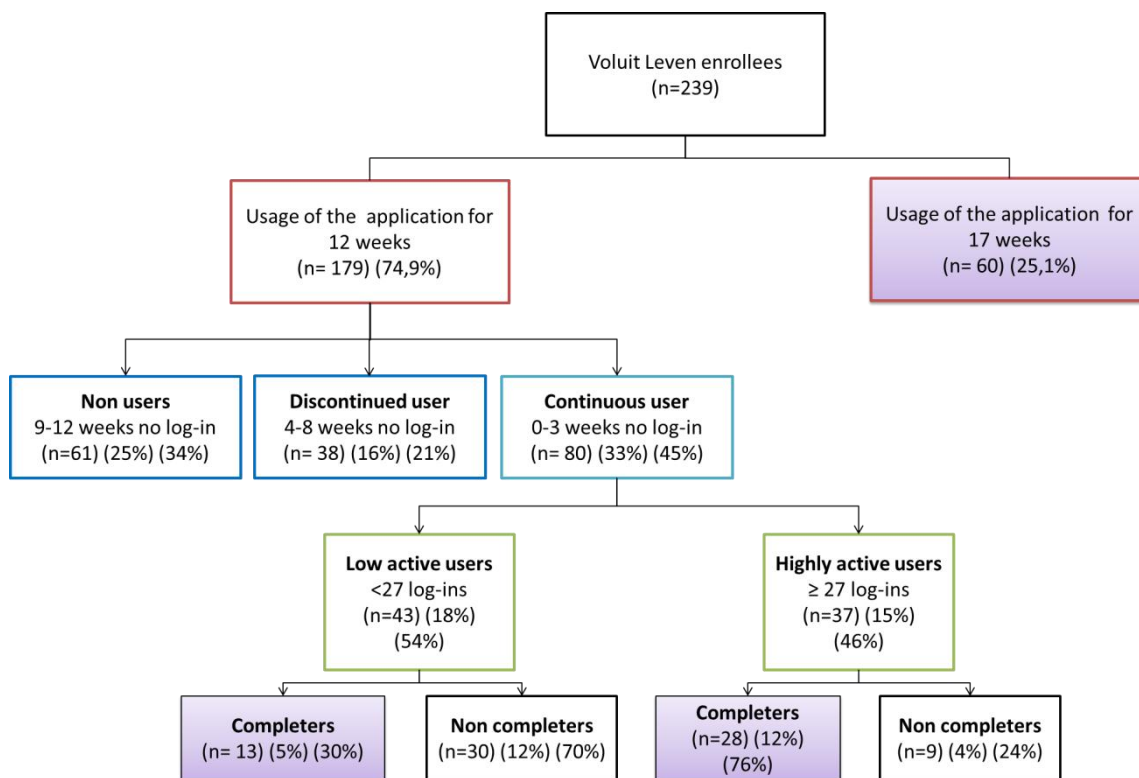 Voluit Leven enrollees
(n=239)
Usage of the application for
12 weeks
(n= 179) (74,9%)
Usage of the application for
17 weeks
(n= 60) (25,1%)
Non users
9-12 weeks no log-in
(n=61) (25%) (34%)
Discontinued user
4-8 weeks no log-in
(n= 38) (16%) (21%)
Continuous user
0-3 weeks no log-in
(n= 80) (33%) (45%)
Low active users
<27 log-ins
(n=43) (18%)
(54%)
Highly active users
≥ 27 log-ins
(n=37) (15%)
(46%)
Completers
(n= 13) (5%) (30%)
Non completers
(n=30) (12%) (70%)
Completers
(n=28) (12%)
(76%)
Non completers
(n=9) (4%) (24%)